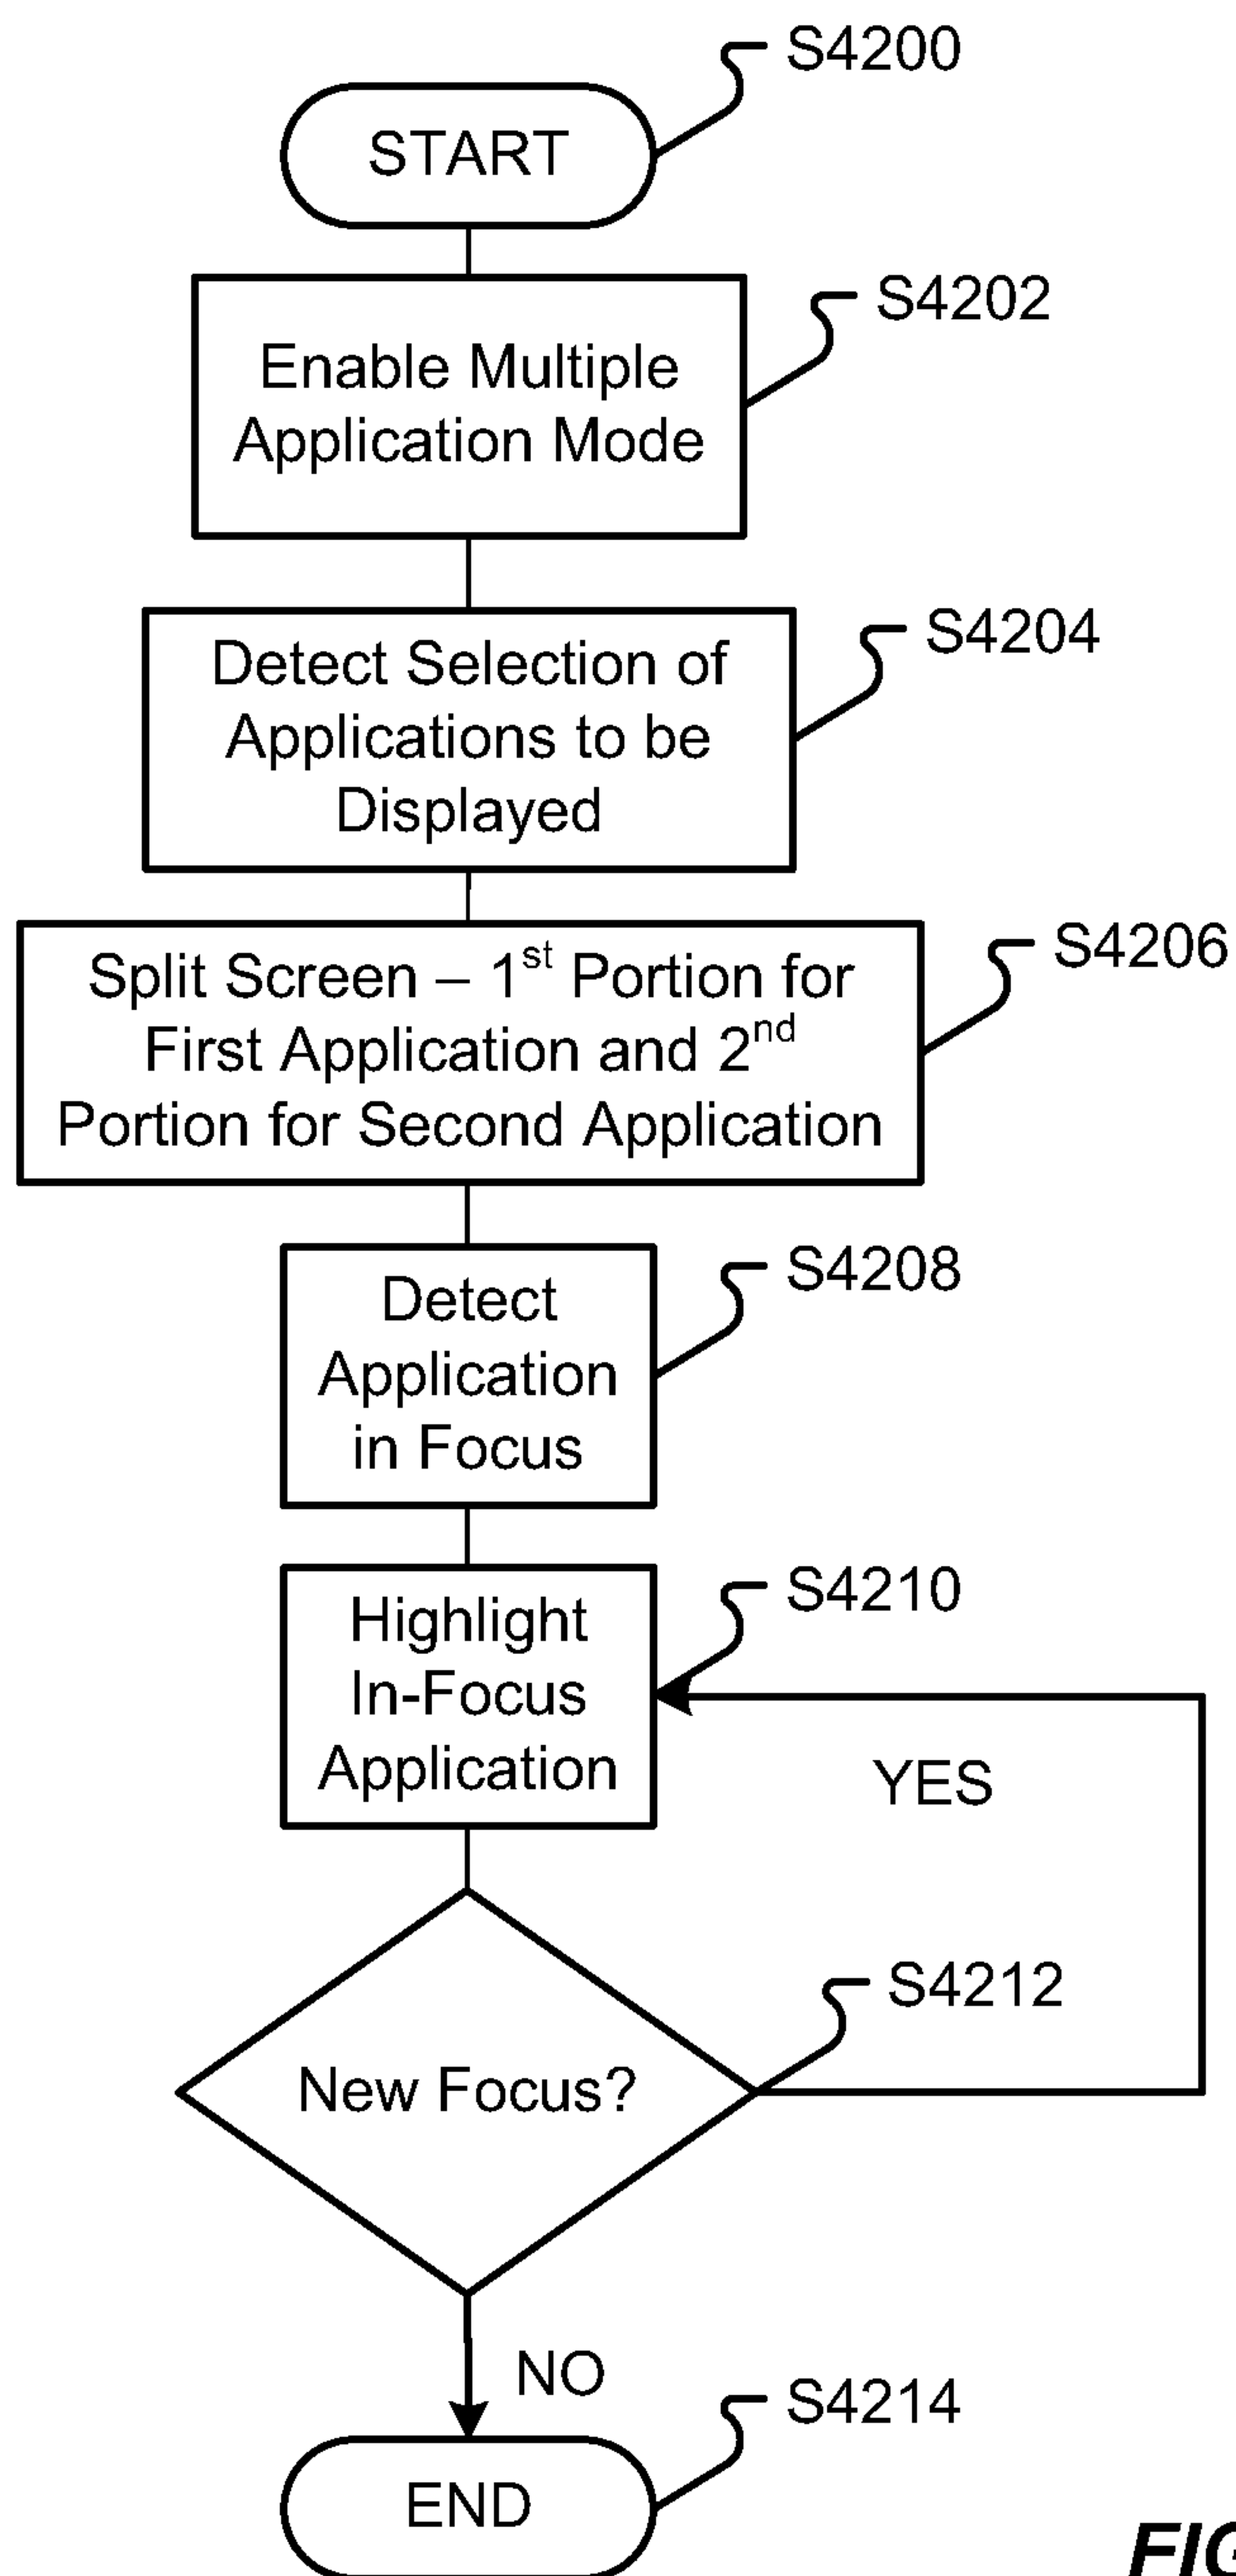 S4200
START
S4202
Enable Multiple
Application Mode
S4204
Detect Selection of
Applications to be
Displayed
S4206
Split Screen – 1st Portion for
First Application and 2nd
Portion for Second Application
S4208
Detect
Application
in Focus
S4210
Highlight
In-Focus
Application
YES
S4212
New Focus?
NO
S4214
END